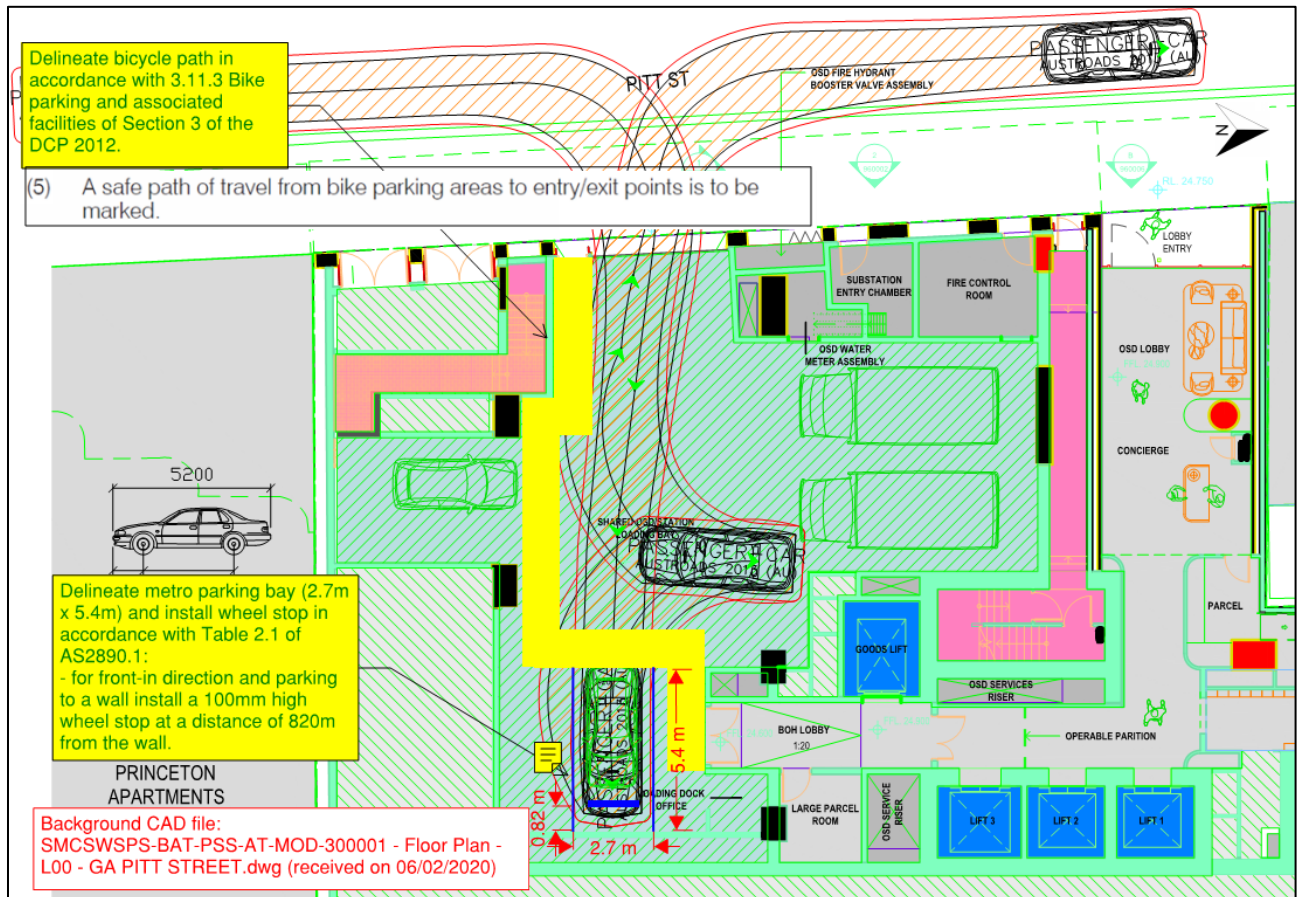 Delineate bicycle path in
accordance with 3.11.3 Bike
parking and associated
facilities of Section 3 of the
DCP 2012.
PITT ST
PASSENGER CAR
AUSTROADS 2013 (AU)
OSD FIRE HYDRANT
BOOSTER VALVE ASSEMBLY
N
(5) A safe path of travel from bike parking areas to entry/exit points is to be
marked.
RL. 24 750
LOBBY
ENTRY
SUBSTATION
ENTRY CHAMBER
FIRE CONTROL
ROOM
OSD WATER
METER ASSEMBLY
OSD LOBBY
CONCIERGE
5200
SHARED OSD/STATION
LOADING BAY
PASSENGER CAR
AUSTROADS 2013 (AU)
Delineate metro parking bay (2.7m
x 5.4m) and install wheel stop in
accordance with Table 2.1 of
AS2890.1:
- for front-in direction and parking
to a wall install a 100mm high
wheel stop at a distance of 820m
from the wall.
PARCEL
GOODS LIFT
OSD SERVICES
RISER
BOH LOBBY
1:20
OPERABLE PARITION
5.4 m
0.82 m
2.7 m
LOADING DOCK
OFFICE
LARGE PARCEL
ROOM
OSD SERVICE
RISER
LIFT 3
LIFT 2
LIFT 1
PRINCETON
APARTMENTS
Background CAD file:
SMCSWSPS-BAT-PSS-AT-MOD-300001 - Floor Plan -
L00 - GA PITT STREET.dwg (received on 06/02/2020)